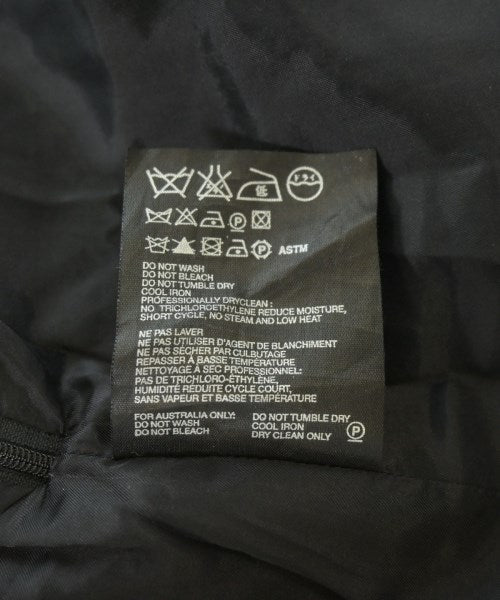 低
ドライ
P
P ASTM
DO NOT WASH
DO NOT BLEACH
DO NOT TUMBLE DRY
COOL IRON
PROFESSIONALLY DRYCLEAN :
NO TRICHLOROETHYLENE REDUCE MOISTURE,
SHORT CYCLE, NO STEAM AND LOW HEAT
NE PAS LAVER
NE PAS UTILISER D'AGENT DE BLANCHIMENT
NE PAS SÉCHER PAR CULBUTAGE
REPASSER À BASSE TEMPÉRATURE
NETTOYAGE À SEC PROFESSIONNEL:
PAS DE TRICHLORO-ÉTHYLÈNE,
HUMIDITÉ REDUITE CYCLE COURT,
SANS VAPEUR ET BASSE TEMPÉRATURE
FOR AUSTRALIA ONLY: DO NOT TUMBLE DRY
DO NOT WASH COOL IRON
DO NOT BLEACH DRY CLEAN ONLY P